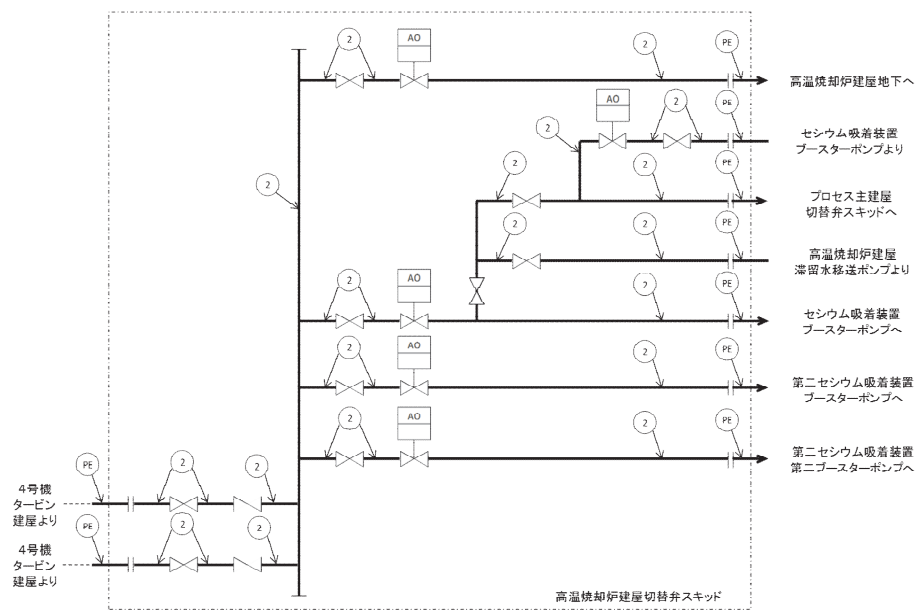 2
AO
2
PE
高温焼却炉建屋地下へ
AO
2
PE
セシウム吸着装置
ブースターポンプより
2
2
2
PE
プロセス主建屋
切替弁スキッドへ
2
2
2
PE
高温焼却炉建屋
滞留水移送ポンプより
2
AO
2
PE
セシウム吸着装置
ブースターポンプへ
2
AO
2
PE
第二セシウム吸着装置
ブースターポンプへ
2
AO
2
PE
第二セシウム吸着装置
第二ブースターポンプへ
4号機
タービン
建屋より
PE
2
2
4号機
タービン
建屋より
PE
2
2
高温焼却炉建屋切替弁スキッド